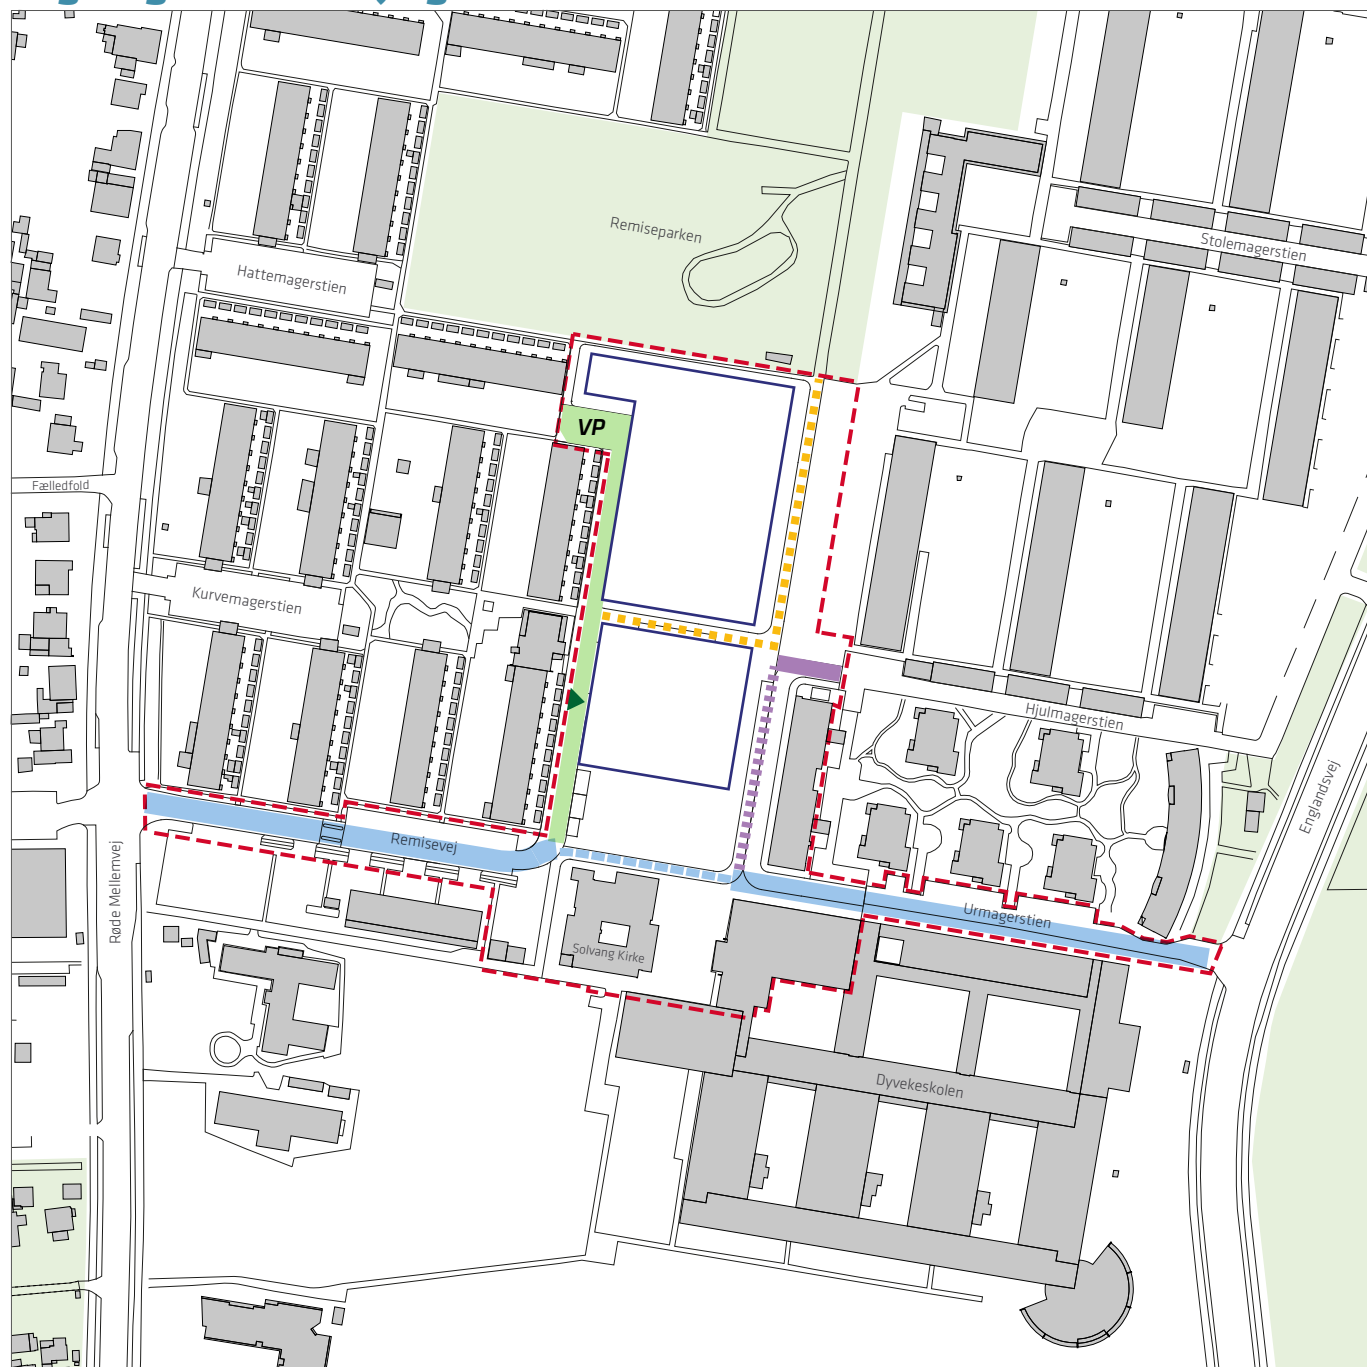 Remiseparken
Stolemagerstien
Hattemagerstien
VP
Fælledfold
Kurvemagerstien
Hjulmagerstien
Englandsvej
Remisevej
Røde Mellemvej
Urmagerstien
Solvang Kirke
Dyvekeskolen